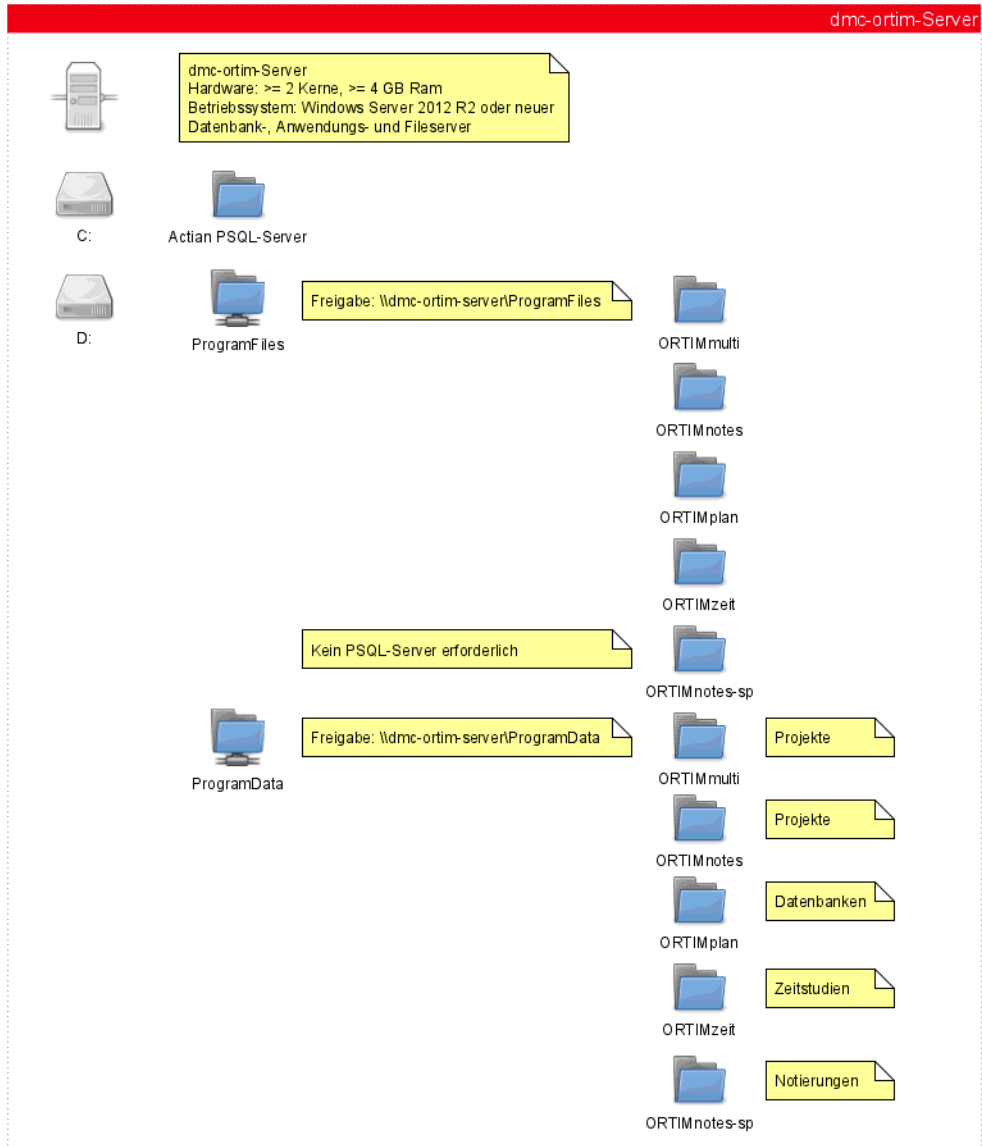 dmc-ortim-Server
dmc-ortim-Server
Hardware: >= 2 Kerne, >= 4 GB Ram
Betriebssystem: Windows Server 2012 R2 oder neuer
Datenbank-, Anwendungs- und Fileserver
C:
Actian PSQL-Server
D:
ProgramFiles
Freigabe: \\dmc-ortim-server\ProgramFiles
ORTIMmulti
ORTIMnotes
ORTIMplan
ORTIMzeit
Kein PSQL-Server erforderlich
ORTIMnotes-sp
ProgramData
Freigabe: \\dmc-ortim-server\ProgramData
ORTIMmulti
Projekte
ORTIMnotes
Projekte
ORTIMplan
Datenbanken
ORTIMzeit
Zeitstudien
ORTIMnotes-sp
Notierungen